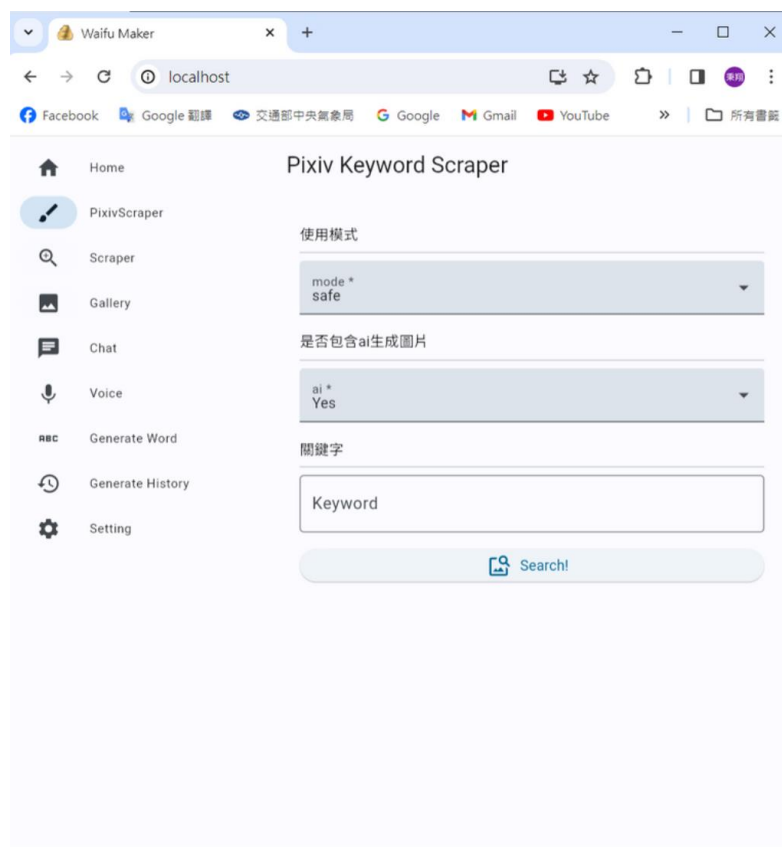 Waifu Maker
localhost
秉翔
Facebook Google 翻譯 交通部中央氣象局 Google Gmail YouTube » 所有書籤
Home
Pixiv Keyword Scraper
PixivScraper
使用模式
Scraper
mode *
safe
Gallery
是否包含ai生成圖片
Chat
ai *
Yes
Voice
ABC Generate Word
關鍵字
Generate History
Keyword
Setting
Search!